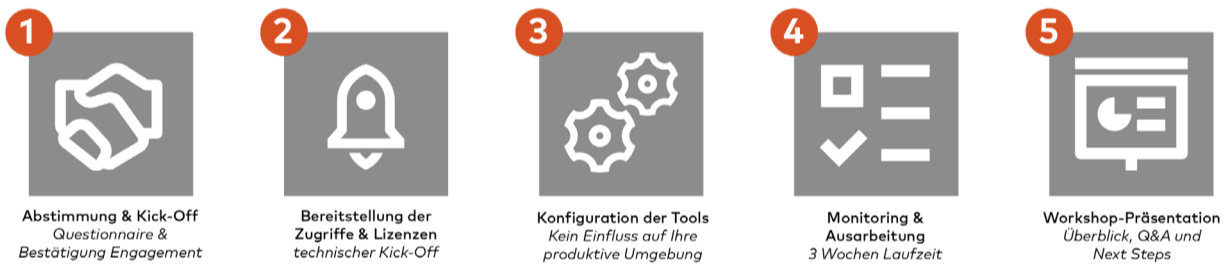 1
Abstimmung & Kick-Off
Questionnaire &
Bestätigung Engagement
2
Bereitstellung der
Zugriffe & Lizenzen
technischer Kick-Off
3
Konfiguration der Tools
Kein Einfluss auf Ihre
produktive Umgebung
4
Monitoring &
Ausarbeitung
3 Wochen Laufzeit
5
Workshop-Präsentation
Überblick, Q&A und
Next Steps